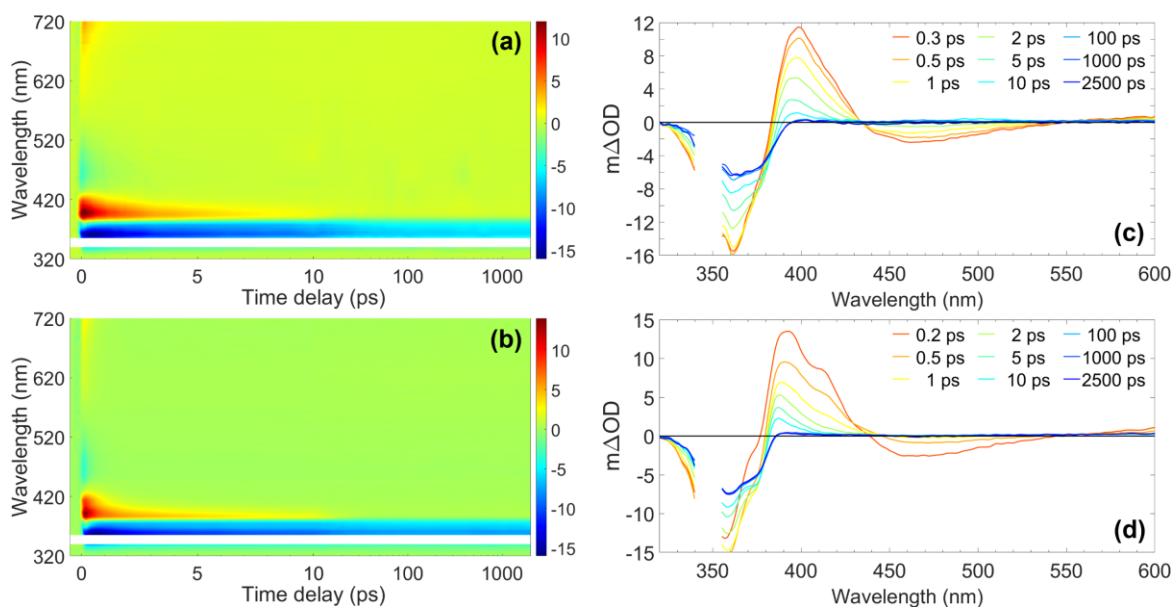 720
620
520
420
320
Wavelength (nm)
0 5 10 100 1000
Time delay (ps)
(a)
10
5
0
-5
-10
-15
12
8
4
0
-4
-8
-12
-16
m∆OD
0.3 ps 2 ps 100 ps
0.5 ps 5 ps 1000 ps
1 ps 10 ps 2500 ps
(c)
350 400 450 500 550 600
Wavelength (nm)
720
620
520
420
320
Wavelength (nm)
0 5 10 100 1000
Time delay (ps)
(b)
10
5
0
-5
-10
-15
15
10
5
0
-5
-10
-15
m∆OD
0.2 ps 2 ps 100 ps
0.5 ps 5 ps 1000 ps
1 ps 10 ps 2500 ps
(d)
350 400 450 500 550 600
Wavelength (nm)